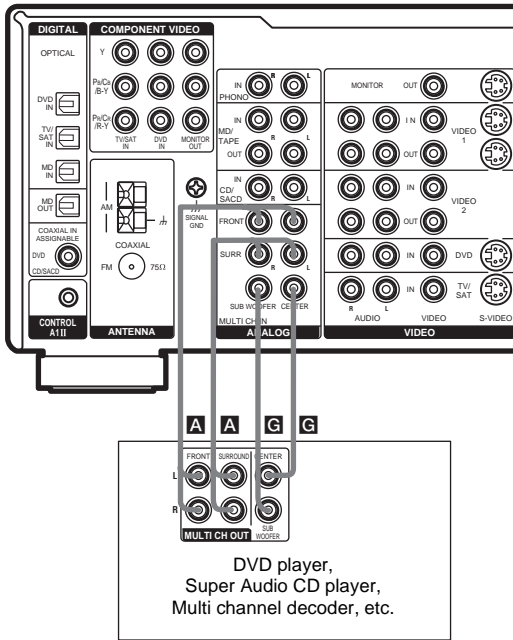 DIGITAL
OPTICAL
DVD
IN
TV/
SAT
IN
MD
IN
MD
OUT
COAXIAL IN
ASSIGNABLE
DVD
CD/SACD
CONTROL
A1II
COMPONENT VIDEO
Y
PB/CB
/B-Y
PR/CR
/R-Y
TV/SAT
IN
DVD
IN
MONITOR
OUT
AM
COAXIAL
FM
75Ω
ANTENNA
SIGNAL
GND
R
L
IN
PHONO
IN
MD/
TAPE
R
L
OUT
IN
CD/
SACD
R
L
FRONT
SURR
R
L
SUB WOOFER
CENTER
MULTI CH IN
ANALOG
MONITOR
OUT
IN
VIDEO
1
OUT
IN
VIDEO
2
OUT
IN
DVD
IN
TV/
SAT
R
L
AUDIO
VIDEO
S-VIDEO
VIDEO
A
A
G
G
FRONT
SURROUND
CENTER
L
R
MULTI CH OUT
SUB
WOOFER
DVD player,
Super Audio CD player,
Multi channel decoder, etc.